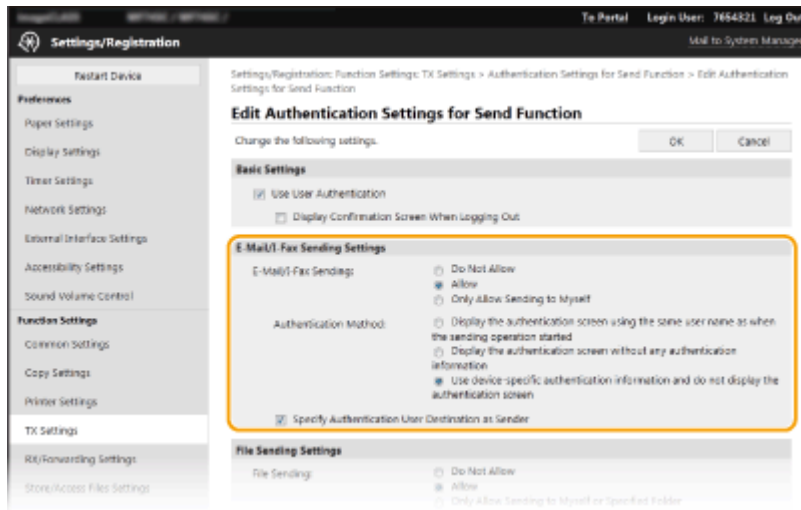 To Portal Login User: 7654321 Log Ou
Settings/Registration
Mail to System Manage
Restart Device
Preferences
Paper Settings
Display Settings
Timer Settings
Network Settings
External Interface Settings
Accessibility Settings
Sound Volume Control
Function Settings
Common Settings
Copy Settings
Printer Settings
TX Settings
RX/Forwarding Settings
Store/Access Files Settings
Settings/Registration: Function Settings: TX Settings > Authentication Settings for Send Function > Edit Authentication
Settings for Send Function
Edit Authentication Settings for Send Function
Change the following settings.
OK
Cancel
Basic Settings
Use User Authentication
Display Confirmation Screen When Logging Out
E-Mail/I-Fax Sending Settings
E-Mail/I-Fax Sending:
Do Not Allow
Allow
Only Allow Sending to Myself
Authentication Method:
Display the authentication screen using the same user name as when
the sending operation started
Display the authentication screen without any authentication
information
Use device-specific authentication information and do not display the
authentication screen
Specify Authentication User Destination as Sender
File Sending Settings
File Sending:
Do Not Allow
Allow
Only Allow Sending to Myself or Specified Folder